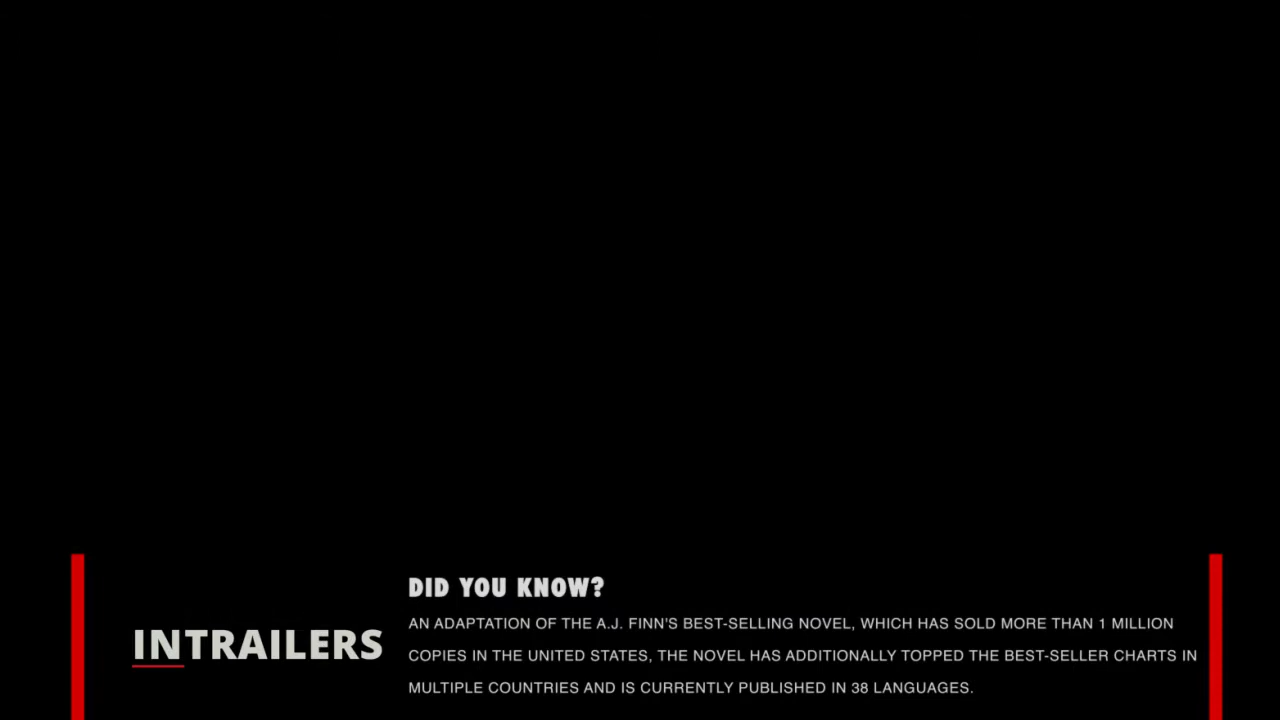 DID YOU KNOW?
INTRAILERS
AN ADAPTATION OF THE A.J. FINN'S BEST-SELLING NOVEL, WHICH HAS SOLD MORE THAN 1 MILLION
COPIES IN THE UNITED STATES, THE NOVEL HAS ADDITIONALLY TOPPED THE BEST-SELLER CHARTS IN
MULTIPLE COUNTRIES AND IS CURRENTLY PUBLISHED IN 38 LANGUAGES.